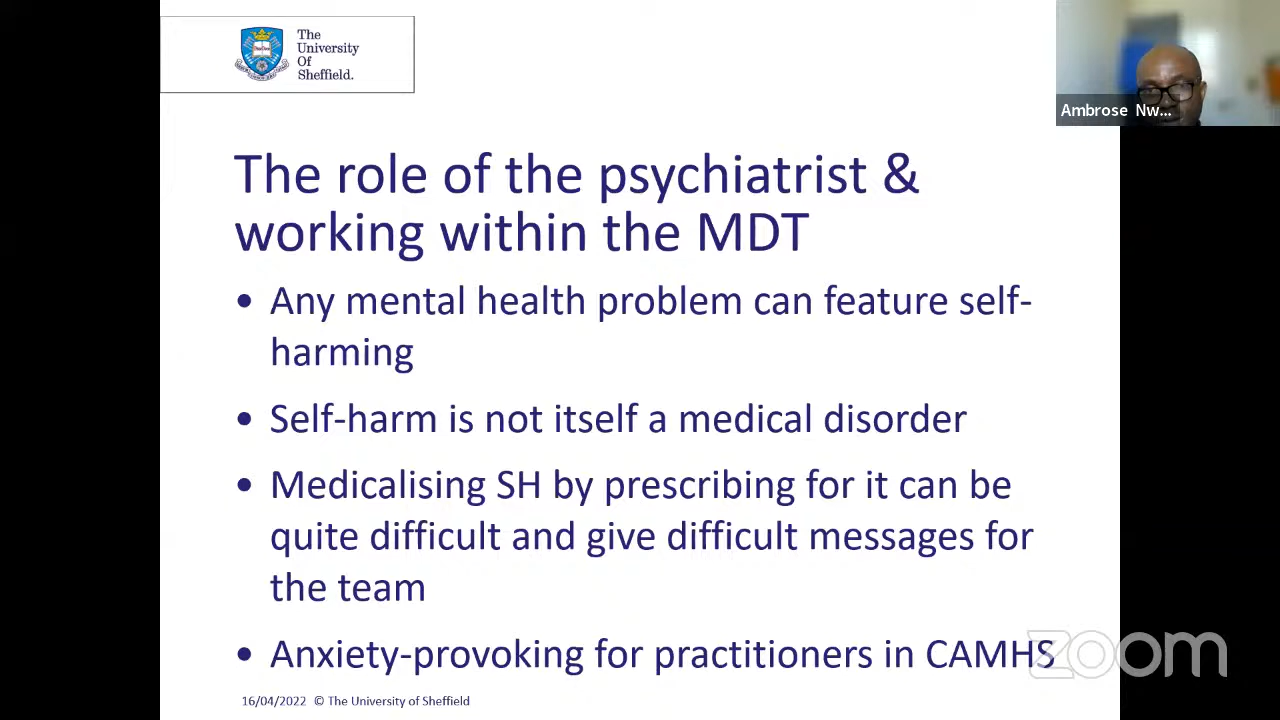 The
University
Of
Sheffield.
Ambrose Nw...
The role of the psychiatrist &
working within the MDT
• Any mental health problem can feature self-
harming
• Self-harm is not itself a medical disorder
• Medicalising SH by prescribing for it can be
quite difficult and give difficult messages for
the team
• Anxiety-provoking for practitioners in CAMHS
zoom
16/04/2022 © The University of Sheffield